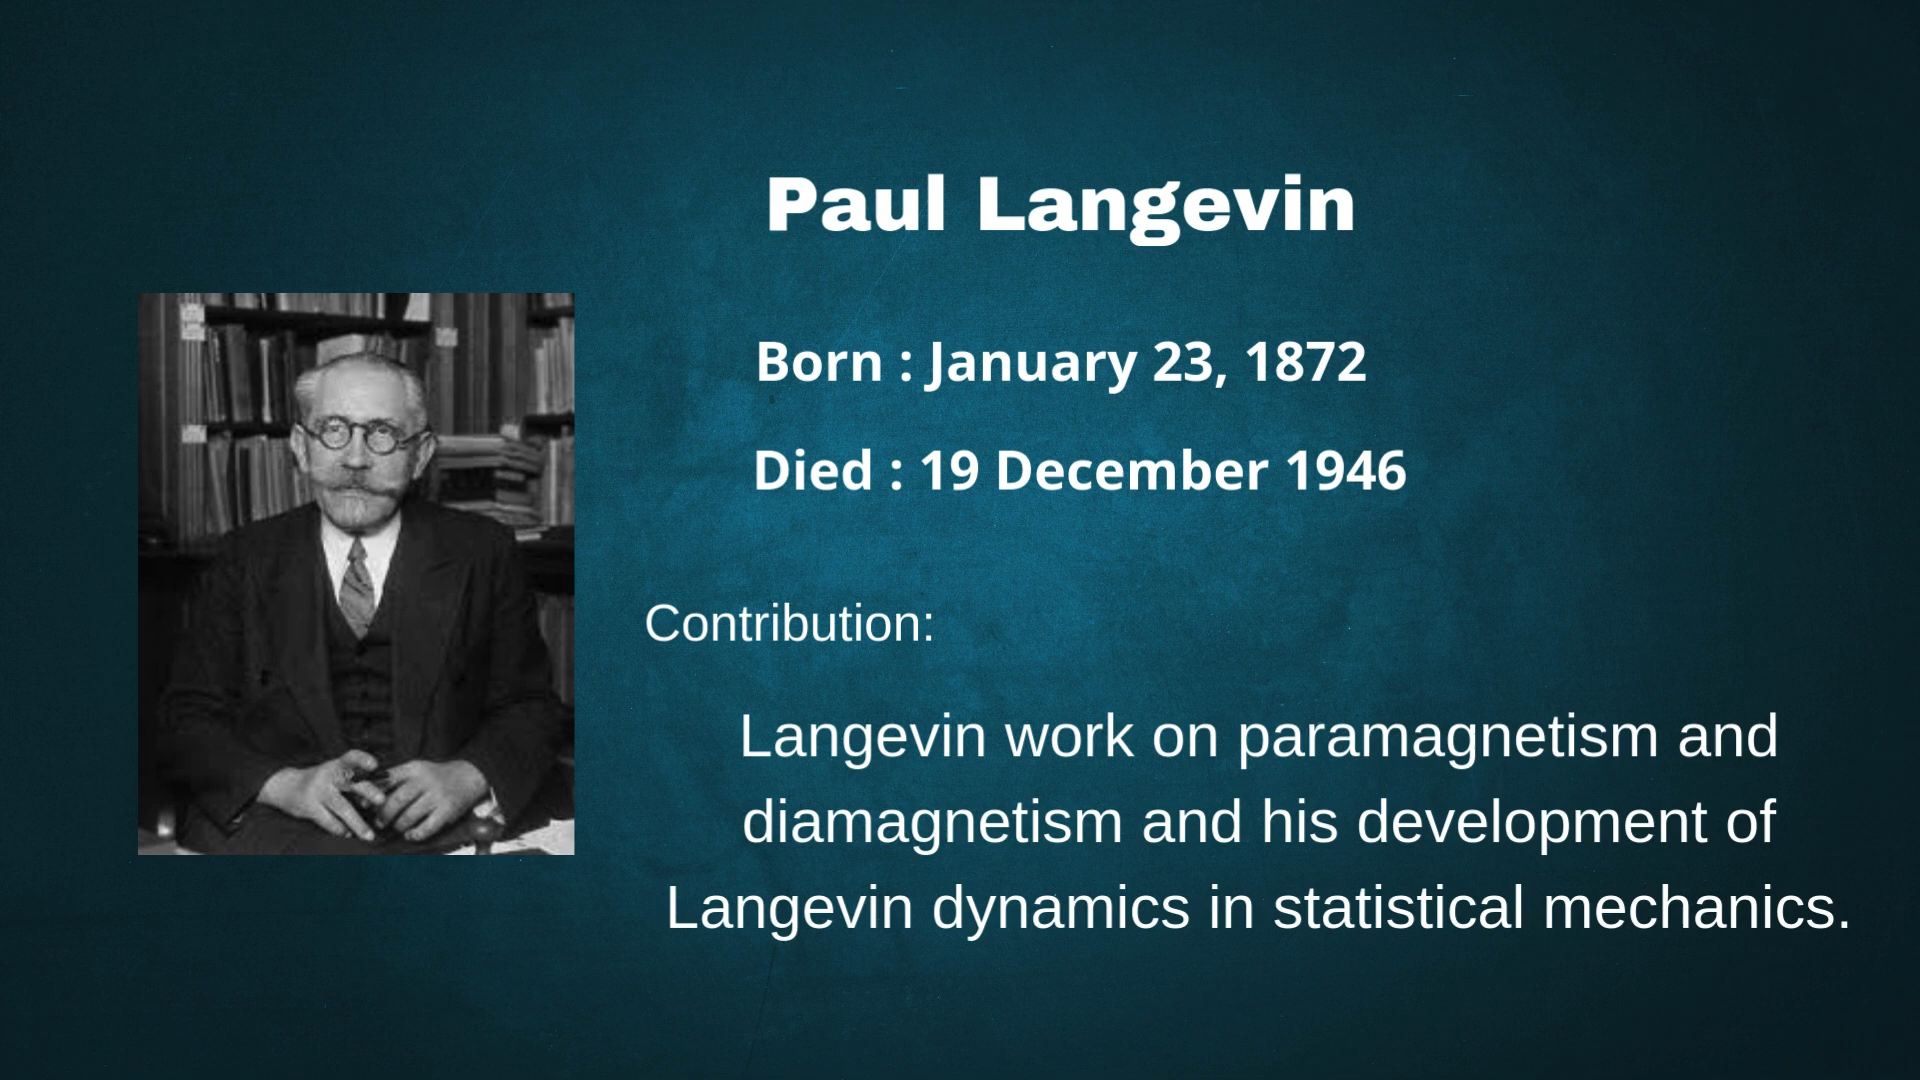 Paul Langevin
Born : January 23, 1872
Died : 19 December 1946
Contribution:
Langevin work on paramagnetism and
diamagnetism and his development of
Langevin dynamics in statistical mechanics.